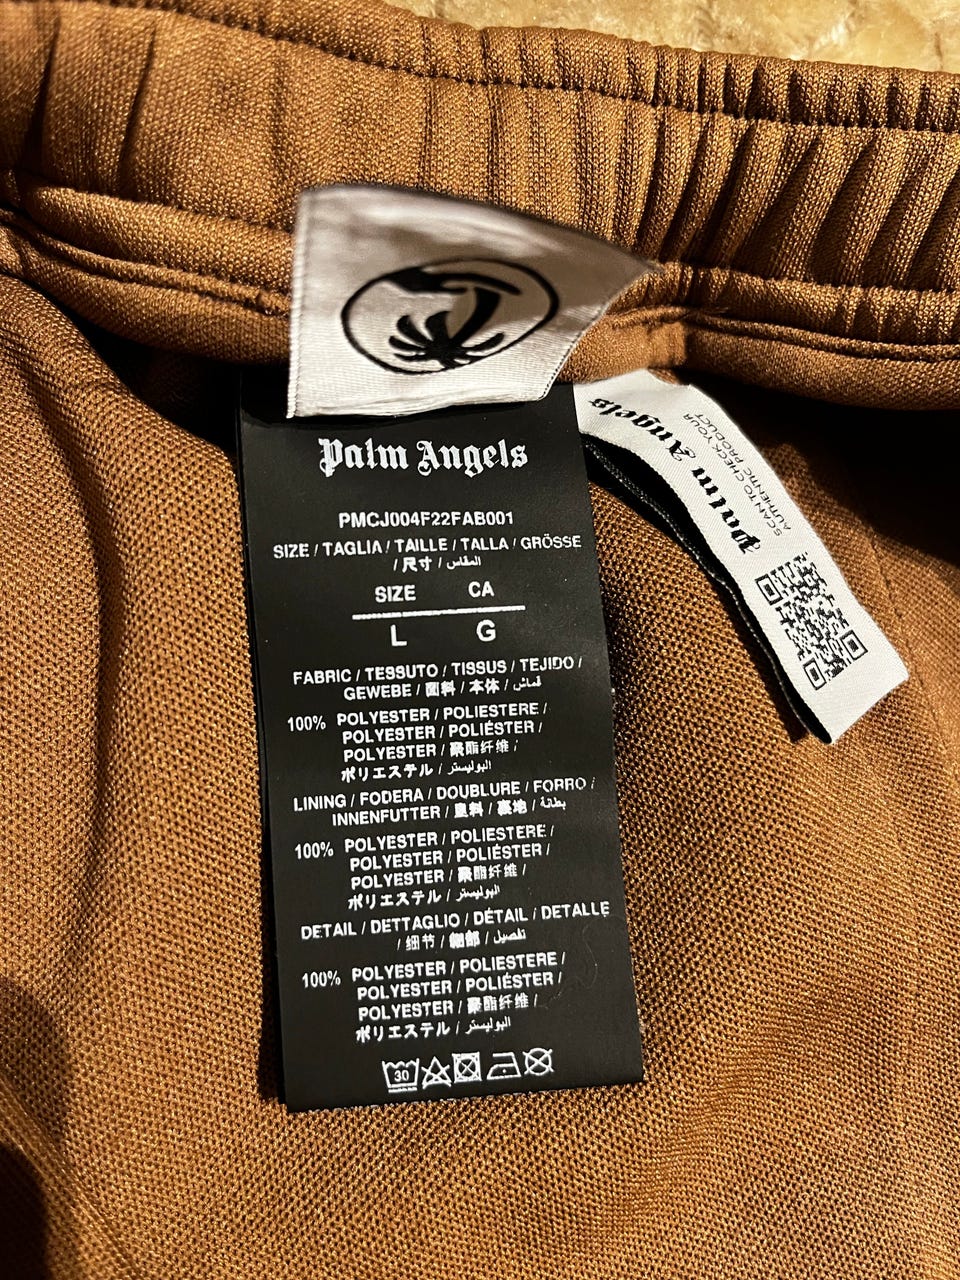 Palm Angels
PMCJ004F22FAB001
SIZE / TAGLIA / TAILLE / TALLA / GRÖSSE
/ 尺寸 / المقاس
SIZE CA
L G
FABRIC / TESSUTO / TISSUS / TEJIDO /
GEWEBE / 面料 / 本体 / قماش
100% POLYESTER / POLIESTERE /
POLYESTER / POLIÉSTER /
POLYESTER / 聚酯纤维 /
ポリエステル / البوليستر
LINING / FODERA / DOUBLURE / FORRO /
INNENFUTTER / 里料 / 裏地 / بطانة
100% POLYESTER / POLIESTERE /
POLYESTER / POLIÉSTER /
POLYESTER / 聚酯纤维 /
ポリエステル / البوليستر
DETAIL / DETTAGLIO / DÉTAIL / DETALLE
/ 细节 / 細部 / تفصيل
100% POLYESTER / POLIESTERE /
POLYESTER / POLIÉSTER /
POLYESTER / 聚酯纤维 /
ポリエステル / البوليستر
30
Palm Angels
SCAN TO CHECK YOUR
AUTHENTIC PRODUCT